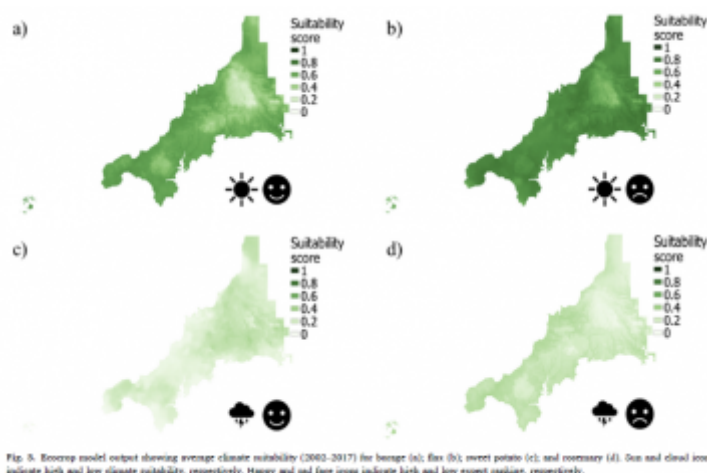 a)
Suitability
score
1
0.8
0.6
0.4
0.2
0
b)
Suitability
score
1
0.8
0.6
0.4
0.2
0
c)
Suitability
score
1
0.8
0.6
0.4
0.2
0
d)
Suitability
score
1
0.8
0.6
0.4
0.2
0
Fig. 5. Ecocrop model output showing average climate suitability (2002–2017) for borage (a); flax (b); sweet potato (c); and rosemary (d). Sun and cloud icons
indicate high and low climate suitability, respectively. Happy and sad face icons indicate high and low expert ranking, respectively.